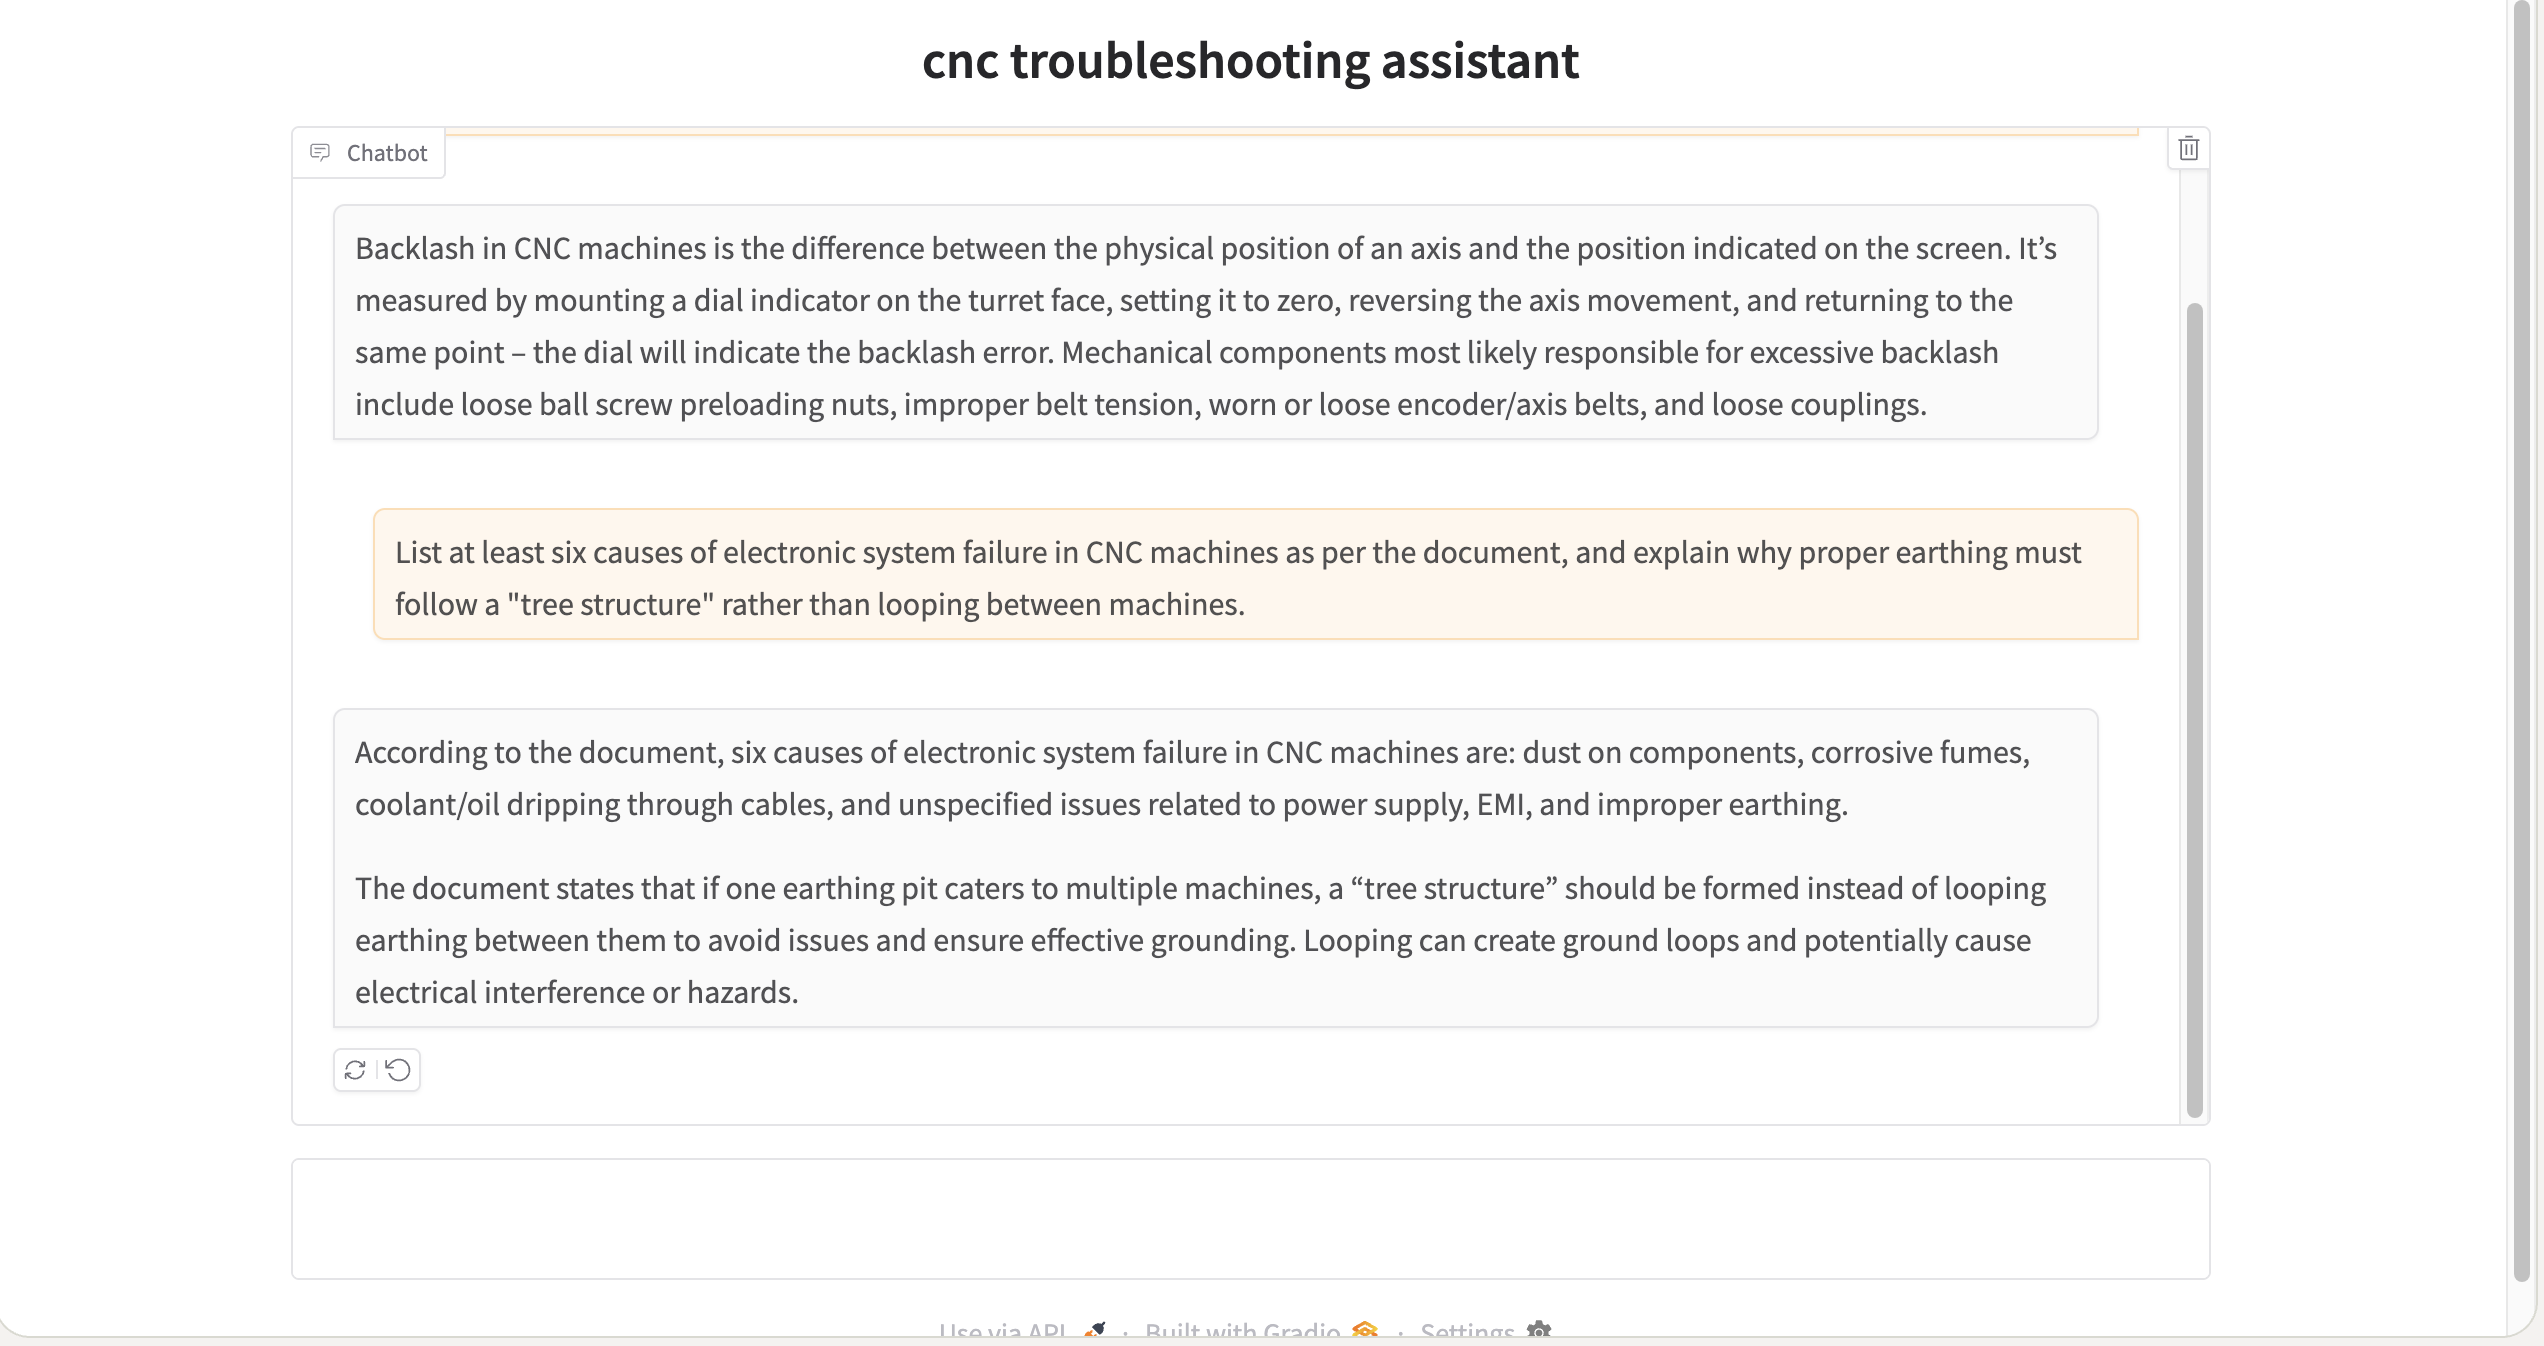 cnc troubleshooting assistant
Chatbot
Backlash in CNC machines is the difference between the physical position of an axis and the position indicated on the screen. It’s
measured by mounting a dial indicator on the turret face, setting it to zero, reversing the axis movement, and returning to the
same point – the dial will indicate the backlash error. Mechanical components most likely responsible for excessive backlash
include loose ball screw preloading nuts, improper belt tension, worn or loose encoder/axis belts, and loose couplings.
List at least six causes of electronic system failure in CNC machines as per the document, and explain why proper earthing must
follow a "tree structure" rather than looping between machines.
According to the document, six causes of electronic system failure in CNC machines are: dust on components, corrosive fumes,
coolant/oil dripping through cables, and unspecified issues related to power supply, EMI, and improper earthing.
The document states that if one earthing pit caters to multiple machines, a “tree structure” should be formed instead of looping
earthing between them to avoid issues and ensure effective grounding. Looping can create ground loops and potentially cause
electrical interference or hazards.
Use via API · Built with Gradio · Settings